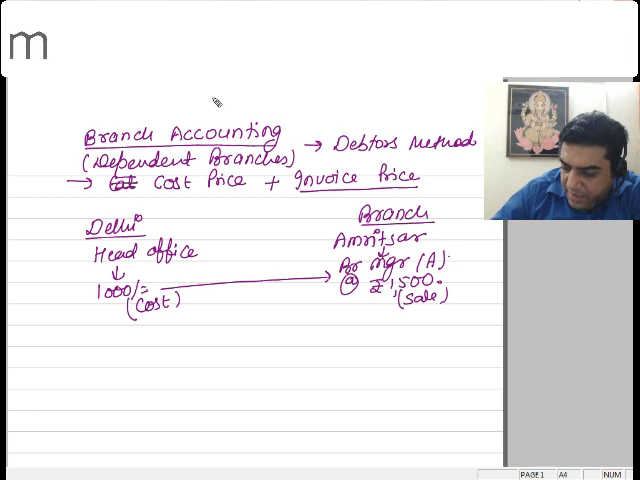 m
Branch Accounting → Debtors Method
(Dependent Branches)
→ Cost Price + Invoice Price
Delhi
Head office
↓
1000/=
(Cost)
Branch
Amritsar
↓
Br Mgr (A).
@ ₹ 1,500.
(Sale)
PAGE 1 A4 NUM